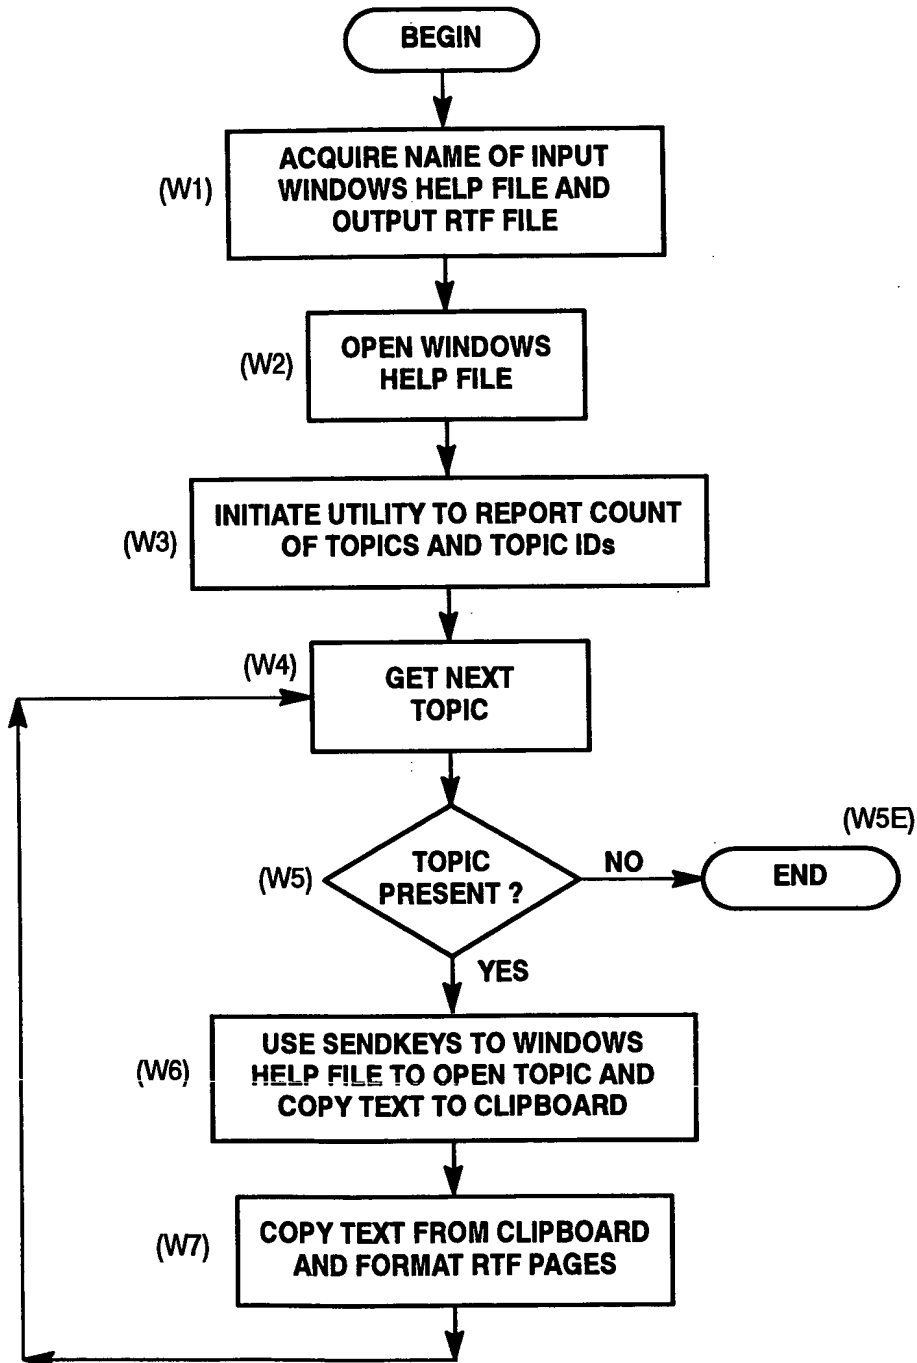 BEGIN
(W1)
ACQUIRE NAME OF INPUT
WINDOWS HELP FILE AND
OUTPUT RTF FILE
(W2)
OPEN WINDOWS
HELP FILE
(W3)
INITIATE UTILITY TO REPORT COUNT
OF TOPICS AND TOPIC IDs
(W4)
GET NEXT
TOPIC
(W5)
TOPIC
PRESENT ?
NO
(W5E)
END
YES
(W6)
USE SENDKEYS TO WINDOWS
HELP FILE TO OPEN TOPIC AND
COPY TEXT TO CLIPBOARD
(W7)
COPY TEXT FROM CLIPBOARD
AND FORMAT RTF PAGES